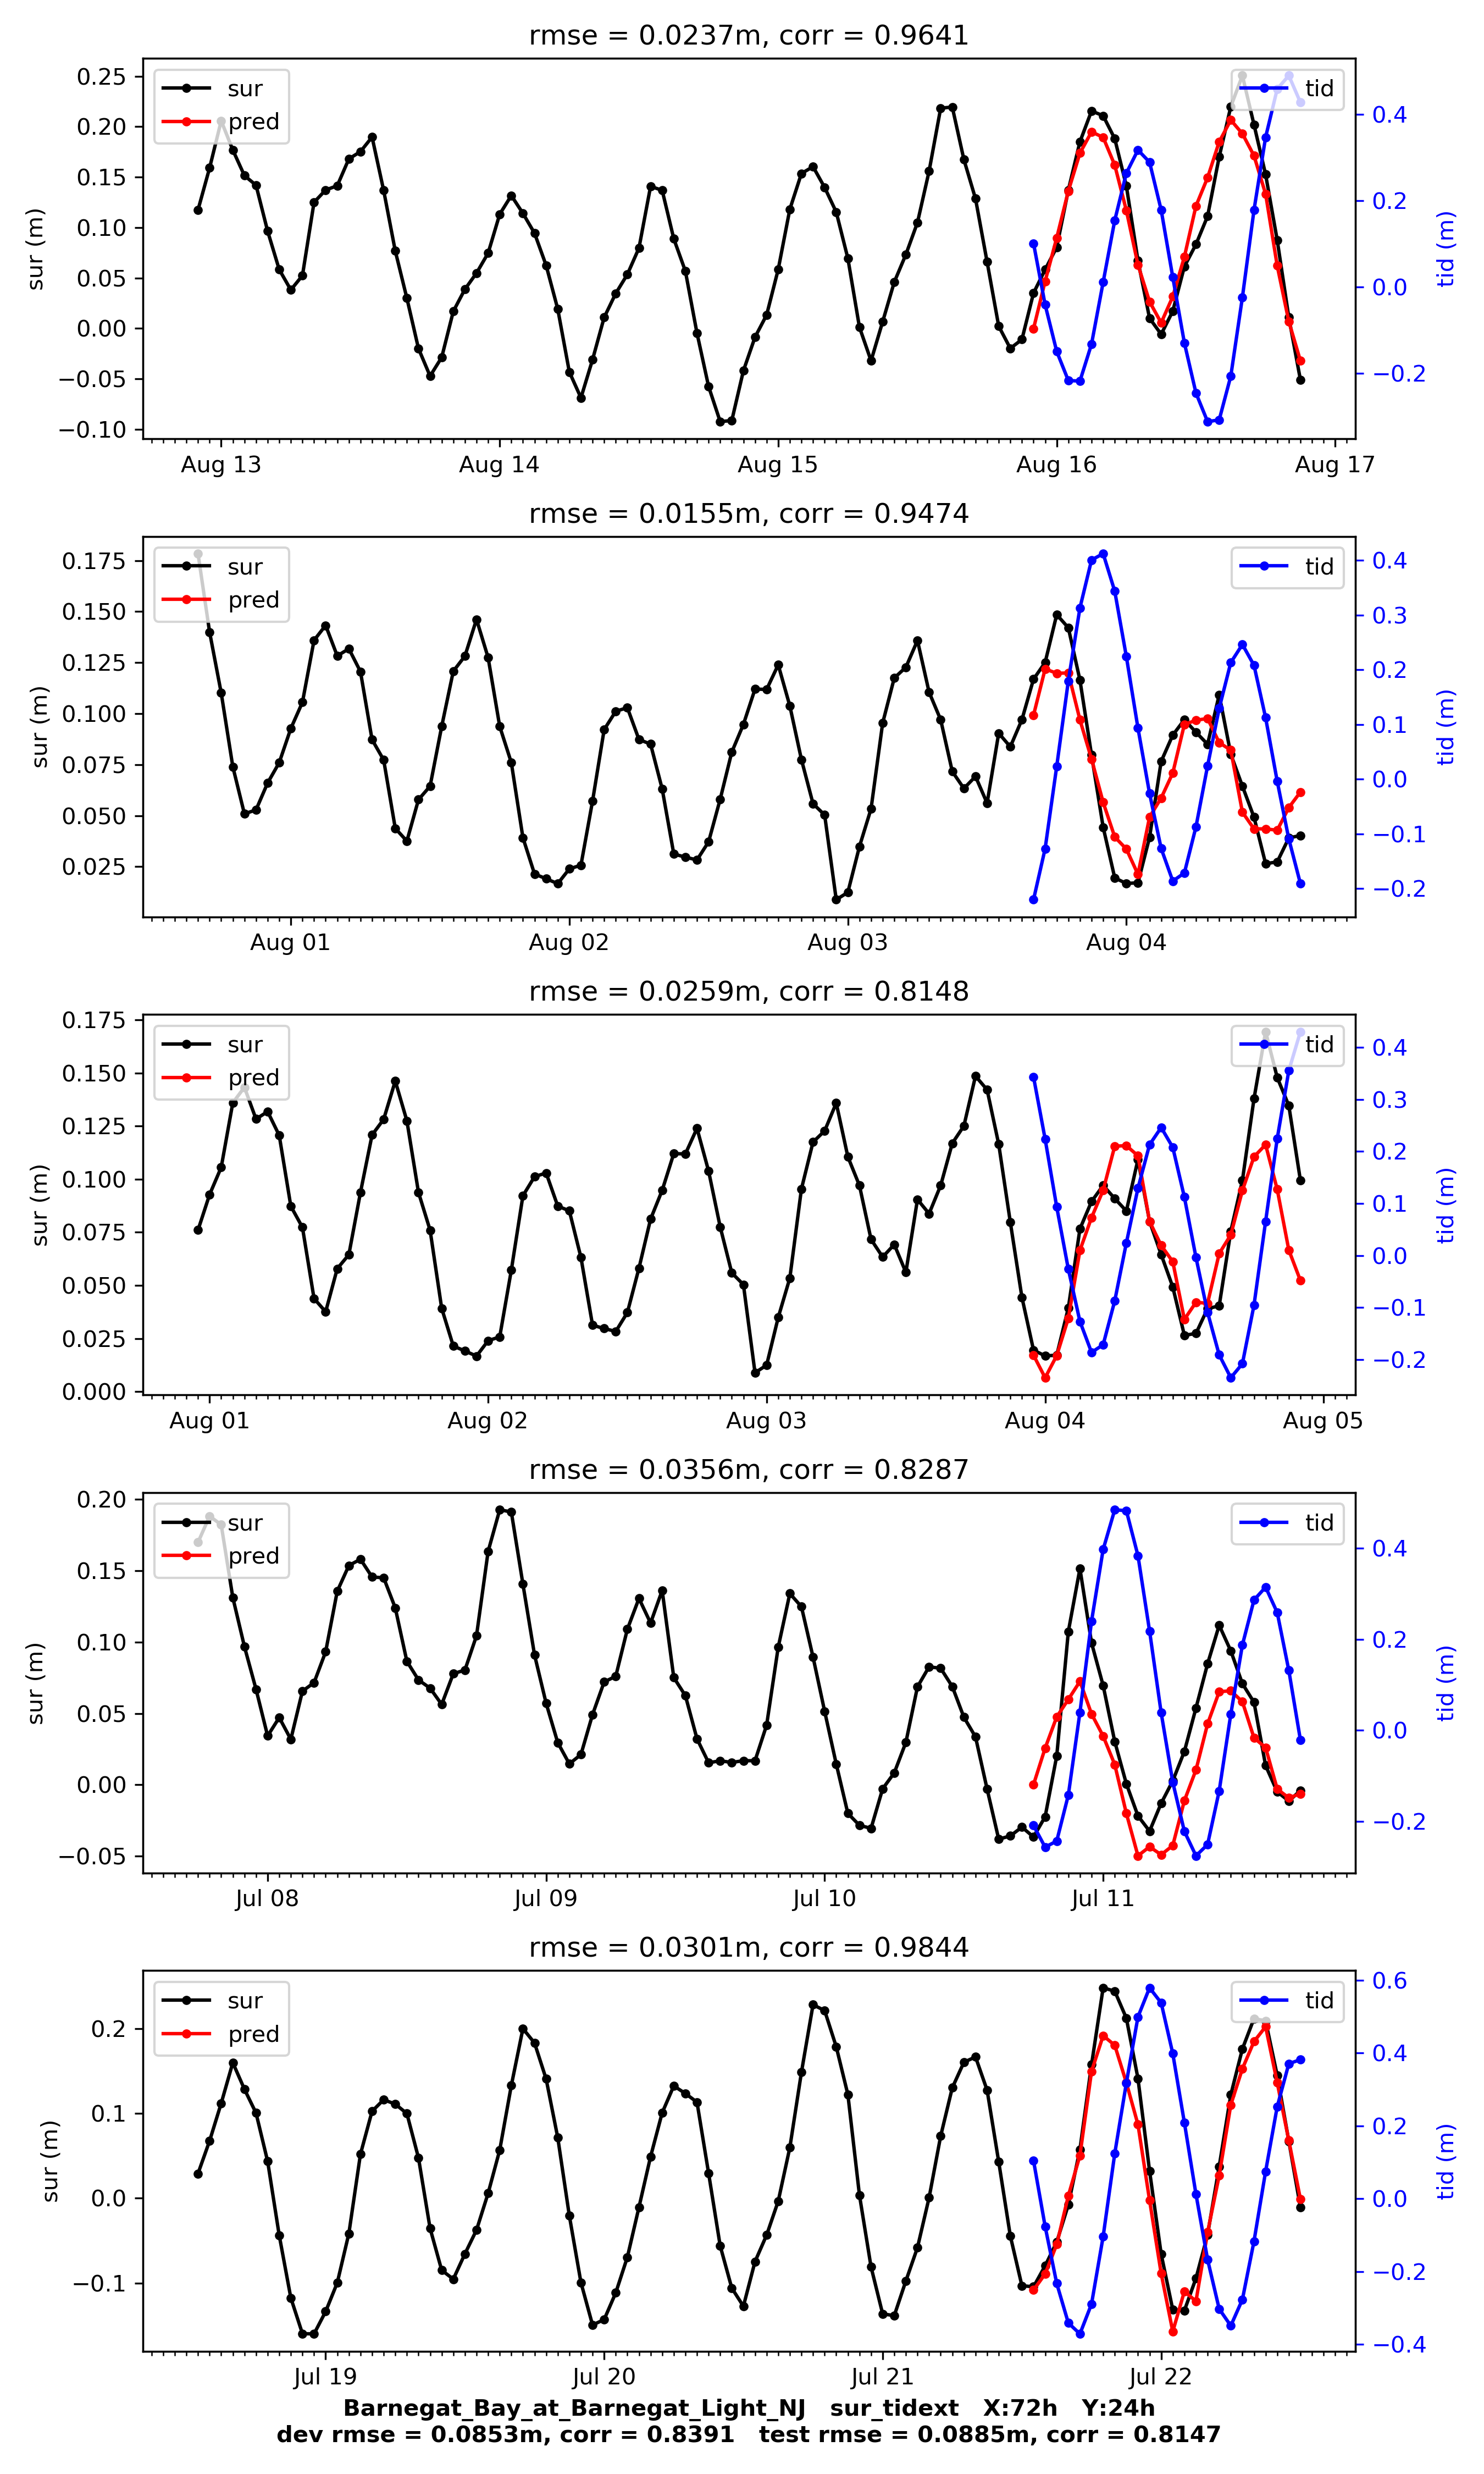 rmse = 0.0237m, corr = 0.9641
sur
pred
tid
0.25
0.20
0.15
0.10
0.05
0.00
−0.05
−0.10
sur (m)
0.4
0.2
0.0
−0.2
tid (m)
Aug 13 Aug 14 Aug 15 Aug 16 Aug 17
rmse = 0.0155m, corr = 0.9474
sur
pred
tid
0.175
0.150
0.125
0.100
0.075
0.050
0.025
sur (m)
0.4
0.3
0.2
0.1
0.0
−0.1
−0.2
tid (m)
Aug 01 Aug 02 Aug 03 Aug 04
rmse = 0.0259m, corr = 0.8148
sur
pred
tid
0.175
0.150
0.125
0.100
0.075
0.050
0.025
0.000
sur (m)
0.4
0.3
0.2
0.1
0.0
−0.1
−0.2
tid (m)
Aug 01 Aug 02 Aug 03 Aug 04 Aug 05
rmse = 0.0356m, corr = 0.8287
sur
pred
tid
0.20
0.15
0.10
0.05
0.00
−0.05
sur (m)
0.4
0.2
0.0
−0.2
tid (m)
Jul 08 Jul 09 Jul 10 Jul 11
rmse = 0.0301m, corr = 0.9844
sur
pred
tid
0.2
0.1
0.0
−0.1
sur (m)
0.6
0.4
0.2
0.0
−0.2
−0.4
tid (m)
Jul 19 Jul 20 Jul 21 Jul 22
Barnegat_Bay_at_Barnegat_Light_NJ sur_tidext X:72h Y:24h
dev rmse = 0.0853m, corr = 0.8391 test rmse = 0.0885m, corr = 0.8147